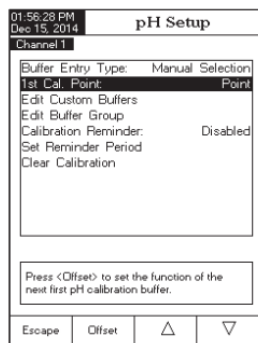 01:56:28 PM
Dec 15, 2014
pH Setup
Channel 1
Buffer Entry Type: Manual Selection
1st Cal. Point: Point
Edit Custom Buffers
Edit Buffer Group
Calibration Reminder: Disabled
Set Reminder Period
Clear Calibration
Press <Offset> to set the function of the
next first pH calibration buffer.
Escape Offset △ ▽